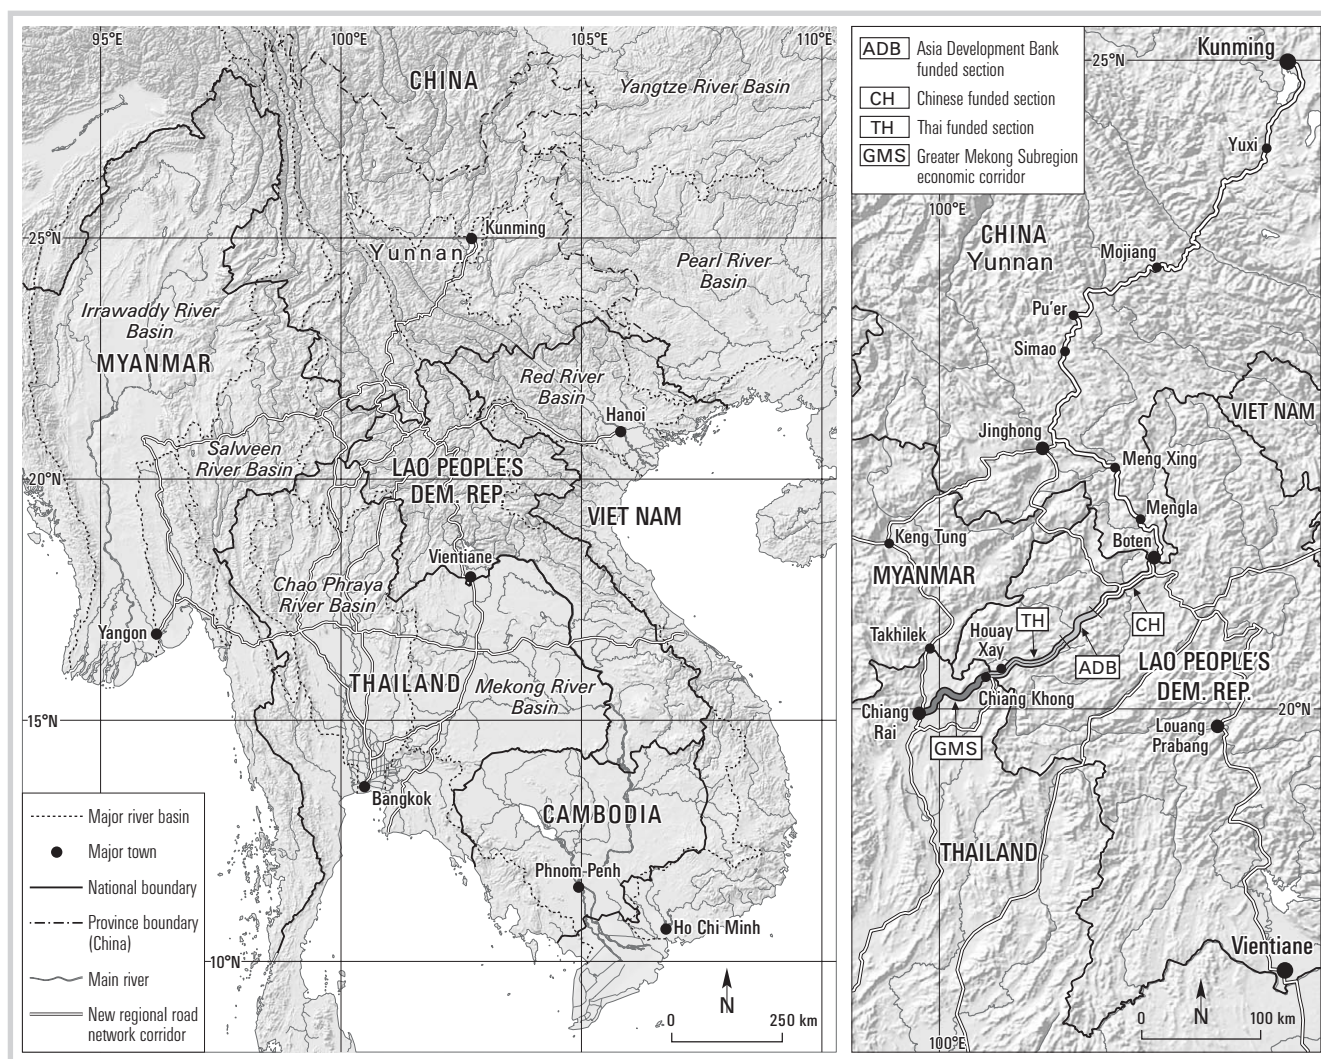 95°E
100°E
105°E
110°E
CHINA
Yangtze River Basin
Kunming
25°N
Yunnan
Pearl River
Basin
Irrawaddy River
Basin
MYANMAR
Red River
Basin
Hanoi
Salween
River Basin
LAO PEOPLE'S
DEM. REP.
20°N
VIET NAM
Vientiane
Chao Phraya
River Basin
Yangon
THAILAND
Mekong River
Basin
15°N
Bangkok
CAMBODIA
Phnom-Penh
Ho Chi Minh
10°N
Major river basin
Major town
National boundary
Province boundary
(China)
Main river
New regional road
network corridor
N
0
250 km
ADB
Asia Development Bank
funded section
CH
Chinese funded section
TH
Thai funded section
GMS
Greater Mekong Subregion
economic corridor
Kunming
25°N
Yuxi
100°E
CHINA
Yunnan
Mojiang
Pu'er
Simao
VIET NAM
Jinghong
Meng Xing
Mengla
Keng Tung
Boten
MYANMAR
TH
CH
Takhilek
Houay
Xay
ADB
LAO PEOPLE'S
DEM. REP.
Chiang Khong
Chiang
Rai
20°N
Louang
Prabang
GMS
THAILAND
Vientiane
N
0
100 km
100°E